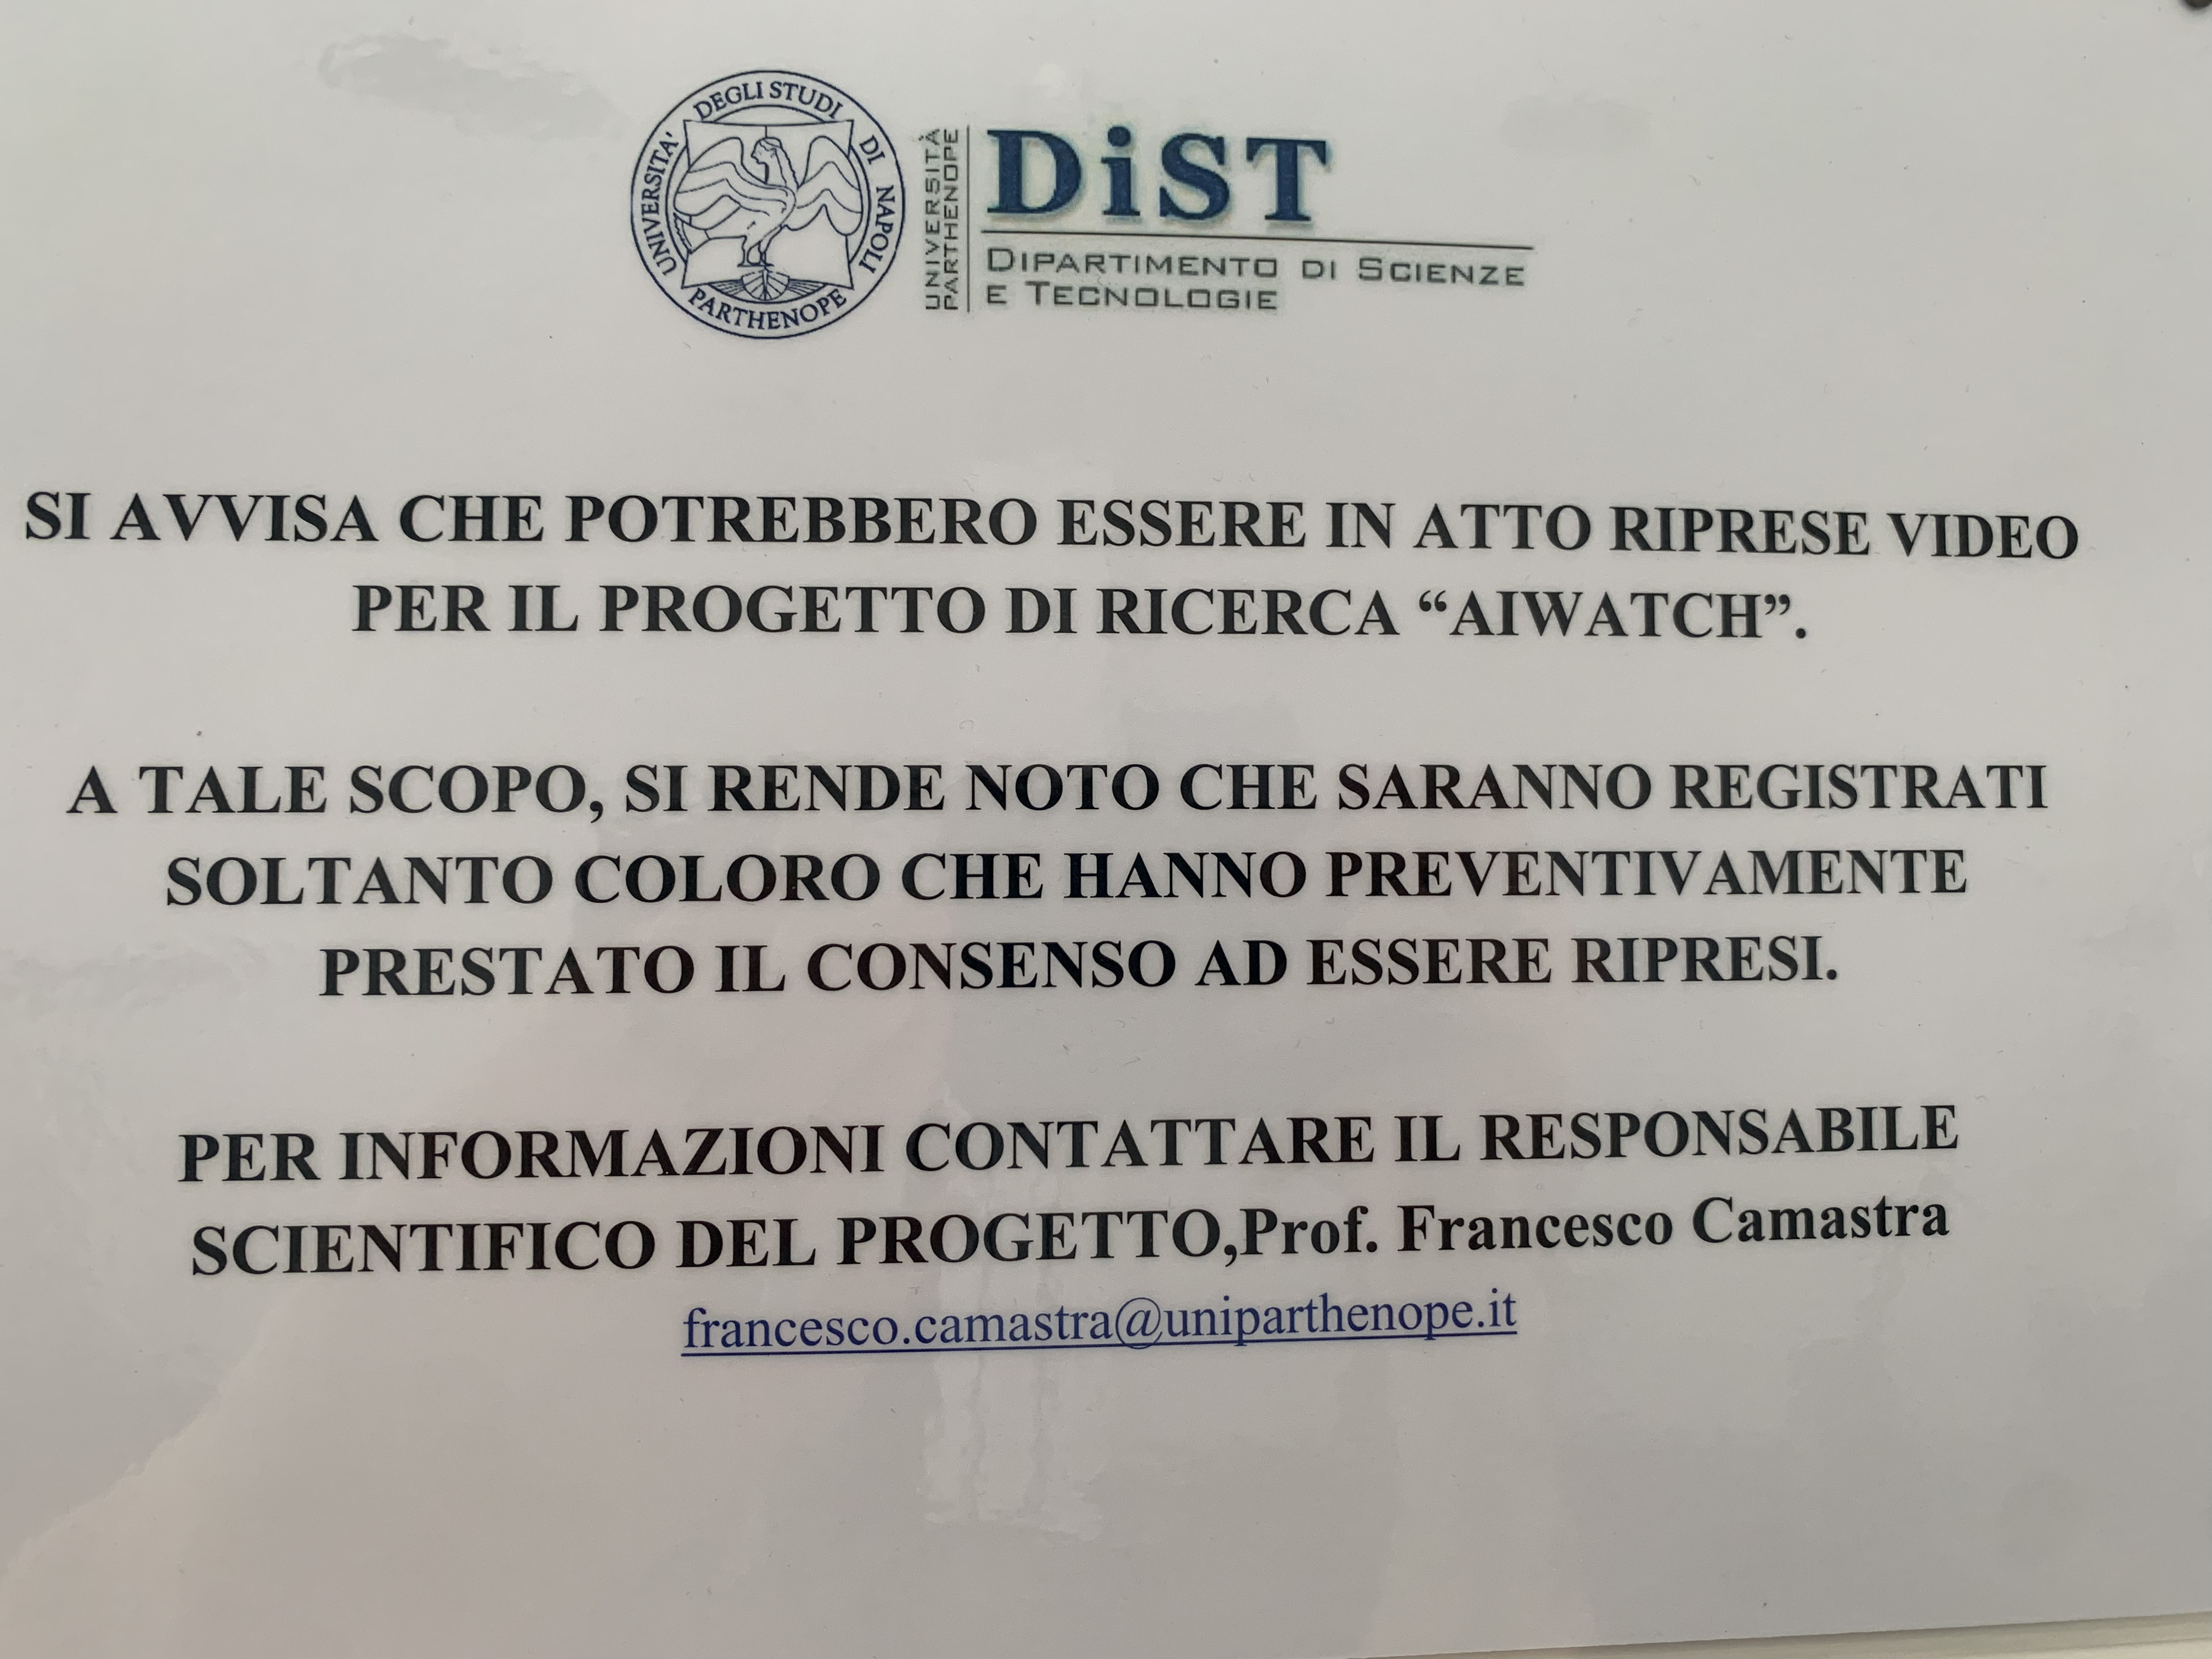 UNIVERSITA' DEGLI STUDI DI NAPOLI
PARTHENOPE
UNIVERSITÀ
PARTHENOPE
DiST
DIPARTIMENTO DI SCIENZE
E TECNOLOGIE
SI AVVISA CHE POTREBBERO ESSERE IN ATTO RIPRESE VIDEO
PER IL PROGETTO DI RICERCA “AIWATCH”.
A TALE SCOPO, SI RENDE NOTO CHE SARANNO REGISTRATI
SOLTANTO COLORO CHE HANNO PREVENTIVAMENTE
PRESTATO IL CONSENSO AD ESSERE RIPRESI.
PER INFORMAZIONI CONTATTARE IL RESPONSABILE
SCIENTIFICO DEL PROGETTO,Prof. Francesco Camastra
francesco.camastra@uniparthenope.it